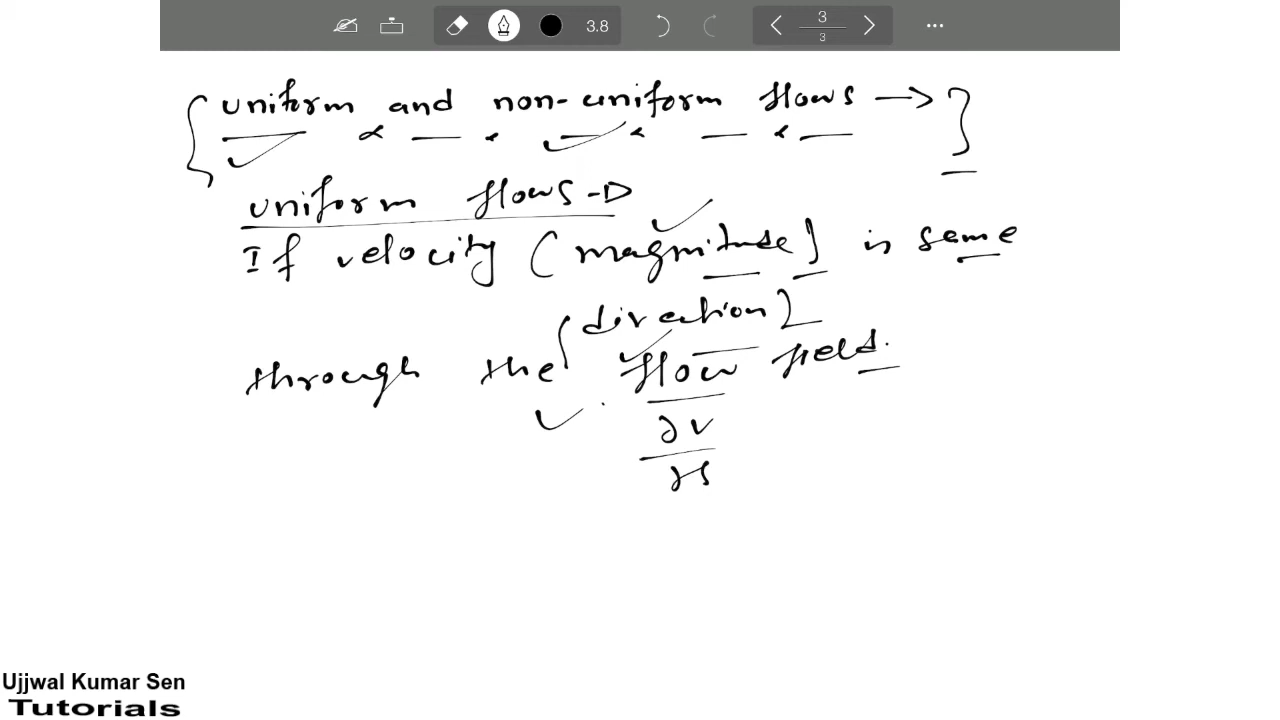 3.8
3
3
uniform and non-uniform flows →
uniform flows
If velocity (magnitude) is same
(direction)
through the flow field.
∂v
∂s
Ujjwal Kumar Sen
Tutorials